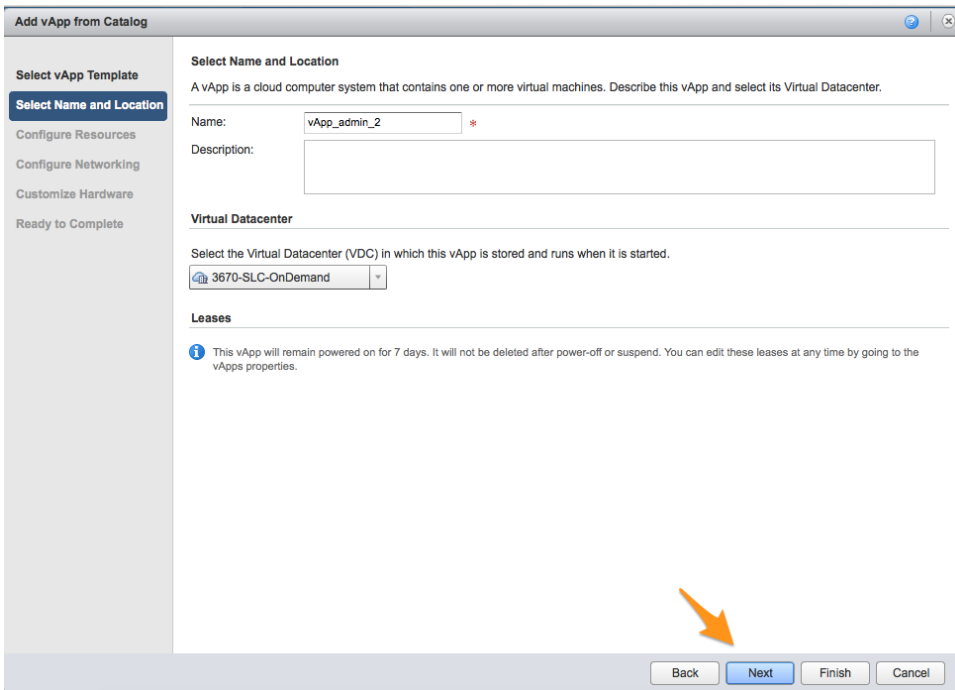 Add vApp from Catalog
Select vApp Template
Select Name and Location
Configure Resources
Configure Networking
Customize Hardware
Ready to Complete
Select Name and Location
A vApp is a cloud computer system that contains one or more virtual machines. Describe this vApp and select its Virtual Datacenter.
Name: vApp_admin_2 *
Description:
Virtual Datacenter
Select the Virtual Datacenter (VDC) in which this vApp is stored and runs when it is started.
3670-SLC-OnDemand
Leases
This vApp will remain powered on for 7 days. It will not be deleted after power-off or suspend. You can edit these leases at any time by going to the
vApps properties.
Back Next Finish Cancel